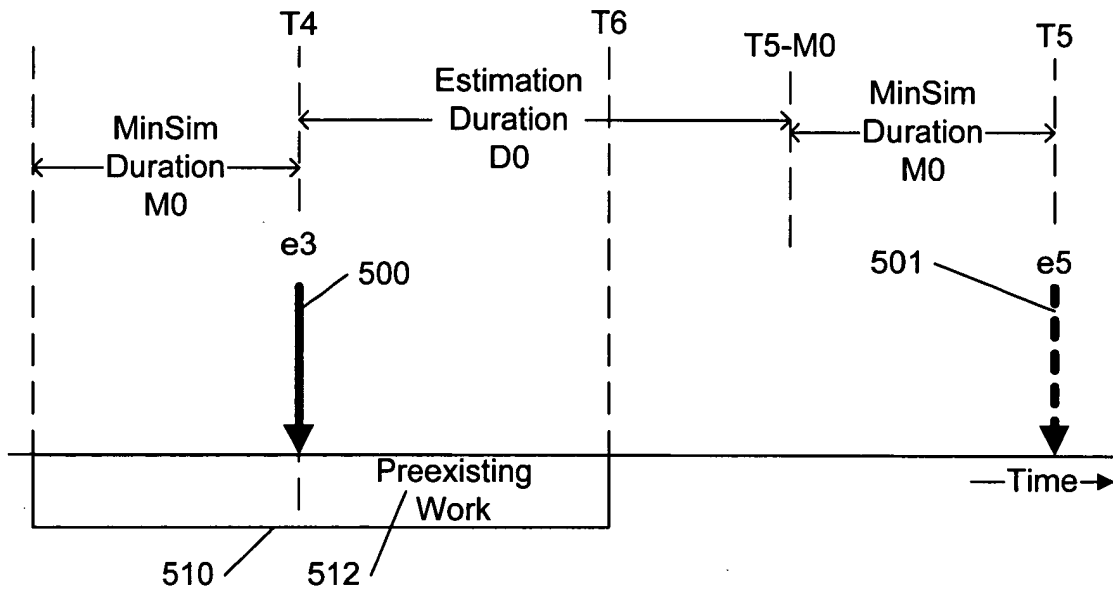 T4
T6
T5-M0
T5
MinSim
Duration
M0
Estimation
Duration
D0
MinSim
Duration
M0
e3
500
501
e5
Preexisting
Work
Time
510
512